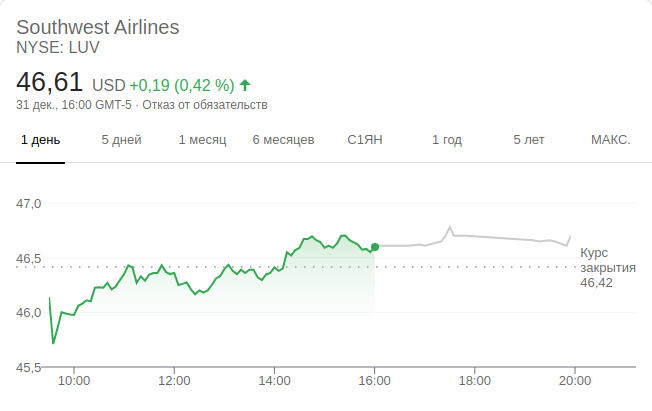 Southwest Airlines
NYSE: LUV
46,61 USD +0,19 (0,42 %)
31 дек., 16:00 GMT-5 · Отказ от обязательств
1 день 5 дней 1 месяц 6 месяцев С1ЯН 1 год 5 лет МАКС.
47,0
46,5
Курс
закрытия
46,42
46,0
45,5
10:00 12:00 14:00 16:00 18:00 20:00